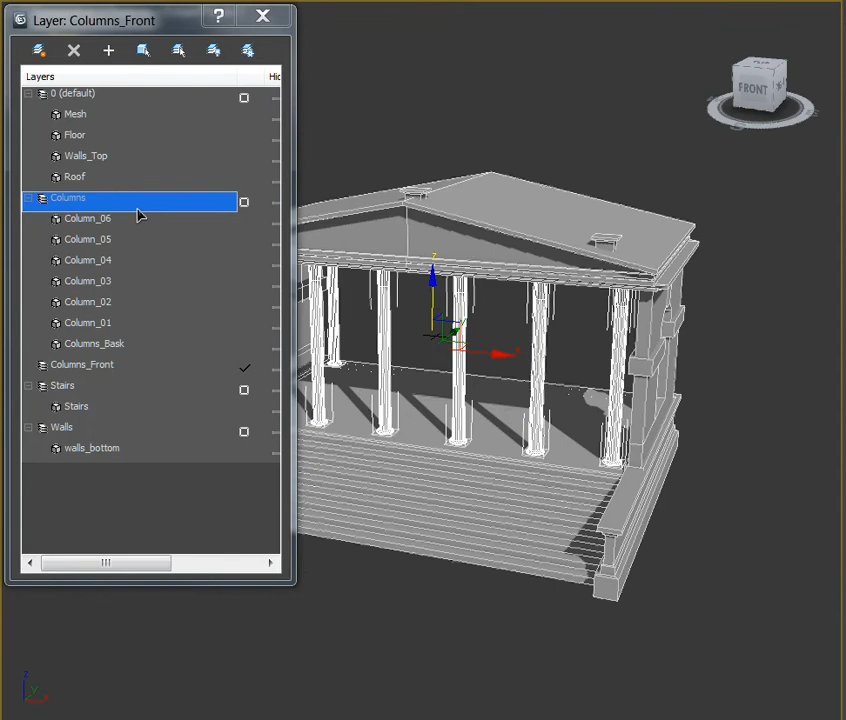 Layer: Columns_Front
?
Layers
Hic
0 (default)
Mesh
Floor
Walls_Top
Roof
Columns
Column_06
Column_05
Column_04
Column_03
Column_02
Column_01
Columns_Bask
Columns_Front
Stairs
Stairs
Walls
walls_bottom
FRONT
z
x
z
y
x